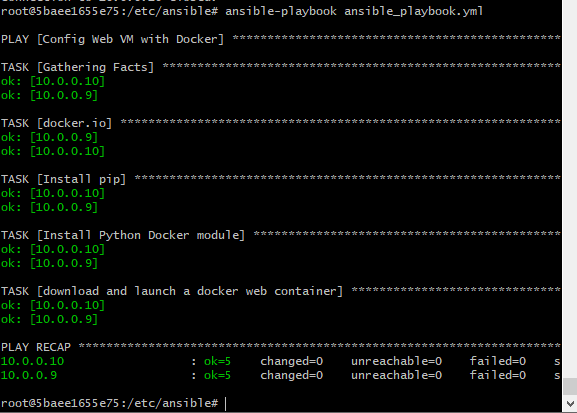 root@5baee1655e75:/etc/ansible# ansible-playbook ansible_playbook.yml
PLAY [Config Web VM with Docker] ***********************************************
TASK [Gathering Facts] *************************************************************
ok: [10.0.0.10]
ok: [10.0.0.9]
TASK [docker.io] ***************************************************************
ok: [10.0.0.9]
ok: [10.0.0.10]
TASK [Install pip] *************************************************************
ok: [10.0.0.10]
ok: [10.0.0.9]
TASK [Install Python Docker module] ********************************************
ok: [10.0.0.10]
ok: [10.0.0.9]
TASK [download and launch a docker web container] ******************************
ok: [10.0.0.10]
ok: [10.0.0.9]
PLAY RECAP *********************************************************************
10.0.0.10 : ok=5 changed=0 unreachable=0 failed=0 s
10.0.0.9 : ok=5 changed=0 unreachable=0 failed=0 s
root@5baee1655e75:/etc/ansible#